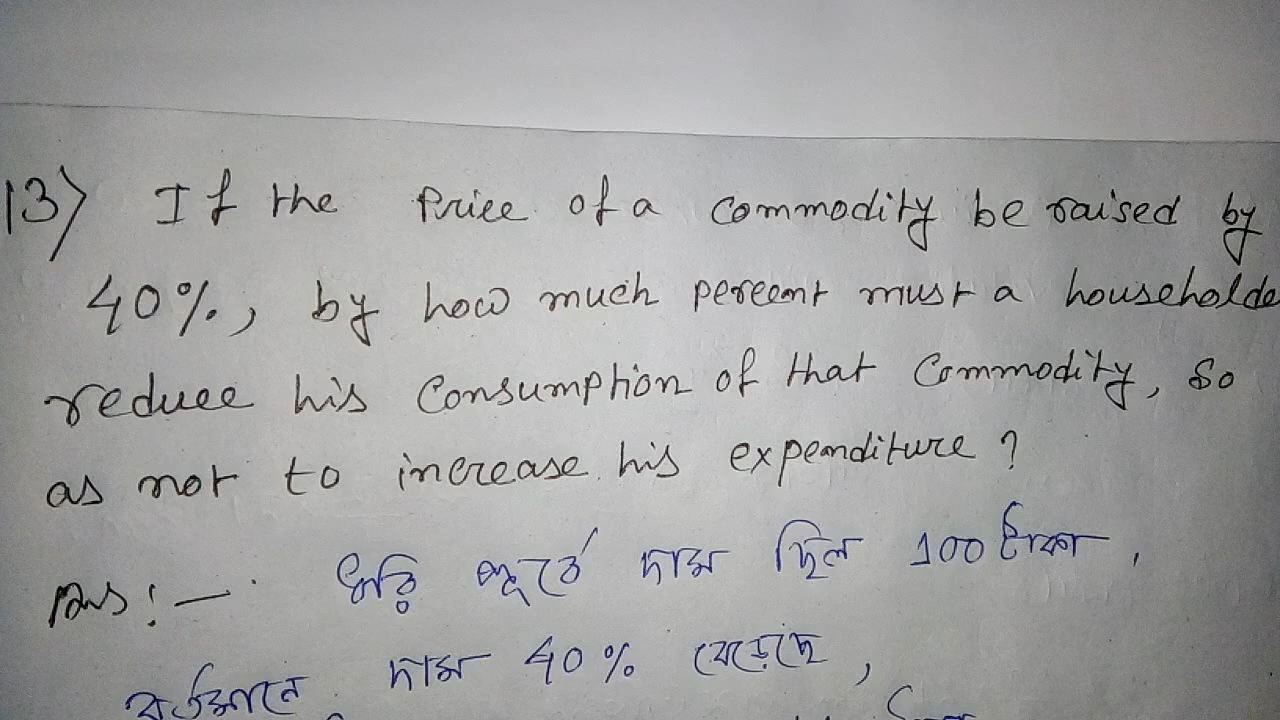 13) If the Price of a commodity be raised by
40%, by how much percent must a householde
reduce his Consumption of that Commodity, So
as not to increase his expenditure?
Ans:— ধরি পূর্বে দাম ছিল 100 টাকা,
বর্তমানে দাম 40% বেড়েছে,